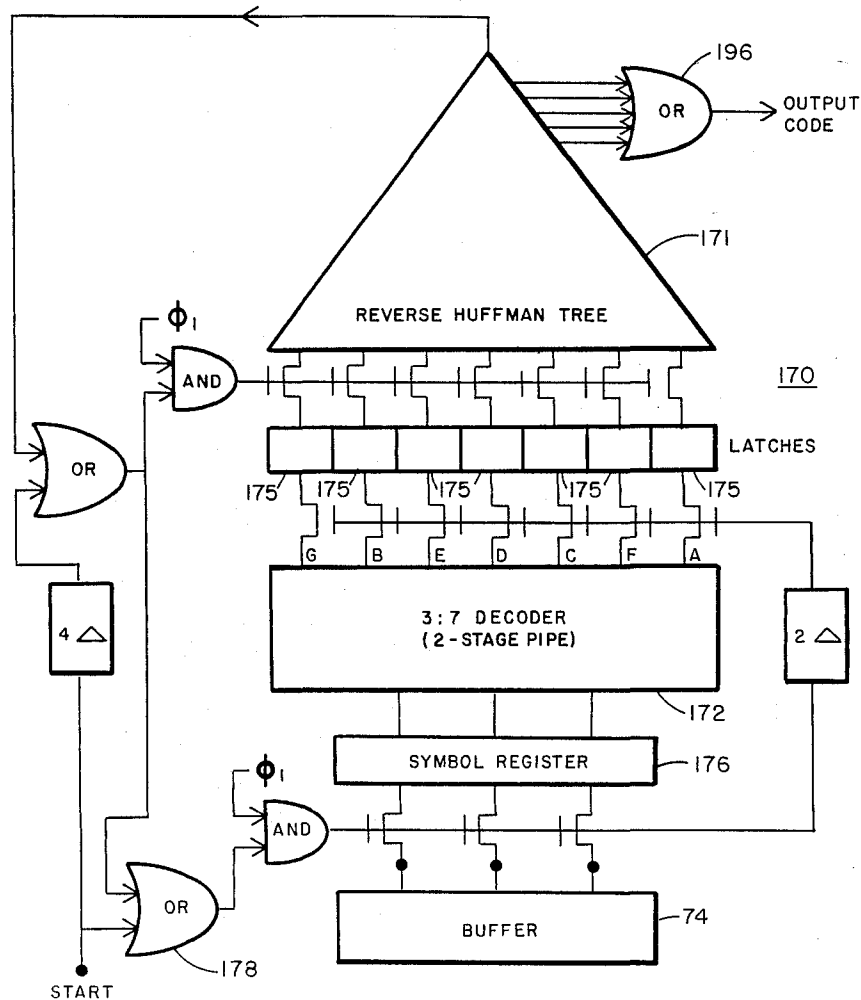 196
OR
OUTPUT
CODE
171
REVERSE HUFFMAN TREE
ϕ1
AND
170
OR
LATCHES
175 175 175 175 175
G B E D C F A
4 △
3:7 DECODER
(2-STAGE PIPE)
2 △
172
SYMBOL REGISTER
176
ϕ1
AND
OR
BUFFER
74
178
START